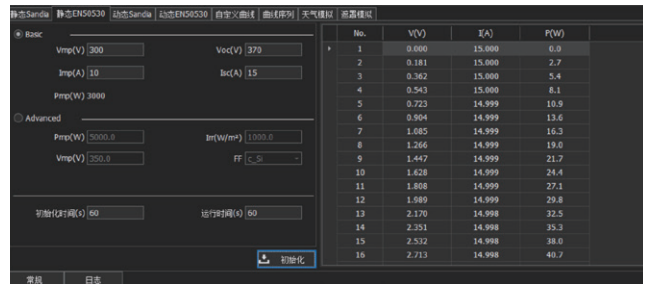 静态Sandia 静态EN50530 动态Sandia 动态EN50530 自定义曲线 曲线序列 天气模拟 遮罩模拟
Basic
Vmp(V) 300 Voc(V) 370
Imp(A) 10 Isc(A) 15
Pmp(W) 3000
Advanced
Pmp(W) 5000.0 Irr(W/m²) 1000.0
Vmp(V) 350.0 FF c_Si
初始化时间(s) 60 运行时间(s) 60
初始化
常规 日志
No. V(V) I(A) P(W)
1 0.000 15.000 0.0
2 0.181 15.000 2.7
3 0.362 15.000 5.4
4 0.543 15.000 8.1
5 0.723 14.999 10.9
6 0.904 14.999 13.6
7 1.085 14.999 16.3
8 1.266 14.999 19.0
9 1.447 14.999 21.7
10 1.628 14.999 24.4
11 1.808 14.999 27.1
12 1.989 14.999 29.8
13 2.170 14.998 32.5
14 2.351 14.998 35.3
15 2.532 14.998 38.0
16 2.713 14.998 40.7